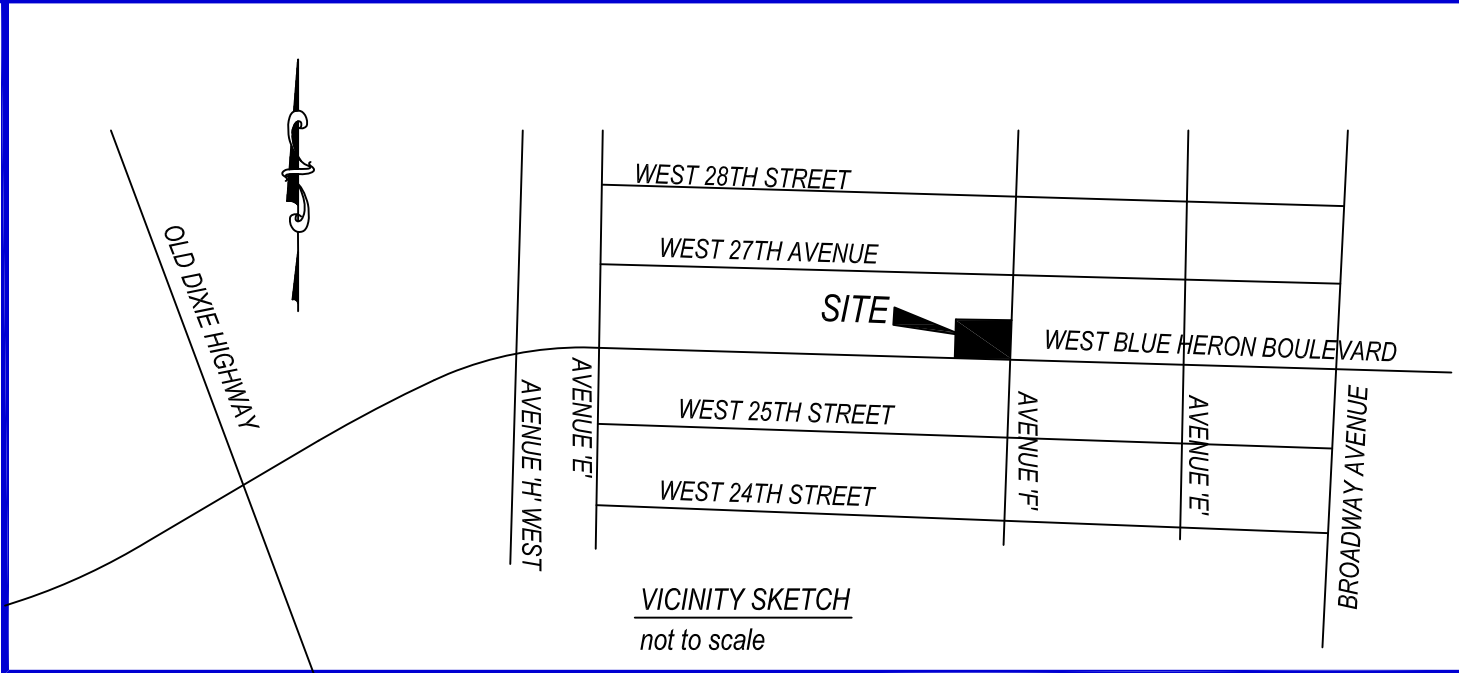 WEST 28TH STREET
WEST 27TH AVENUE
OLD DIXIE HIGHWAY
SITE
WEST BLUE HERON BOULEVARD
AVENUE 'H' WEST
AVENUE 'E'
WEST 25TH STREET
AVENUE 'F'
AVENUE 'E'
BROADWAY AVENUE
WEST 24TH STREET
VICINITY SKETCH
not to scale